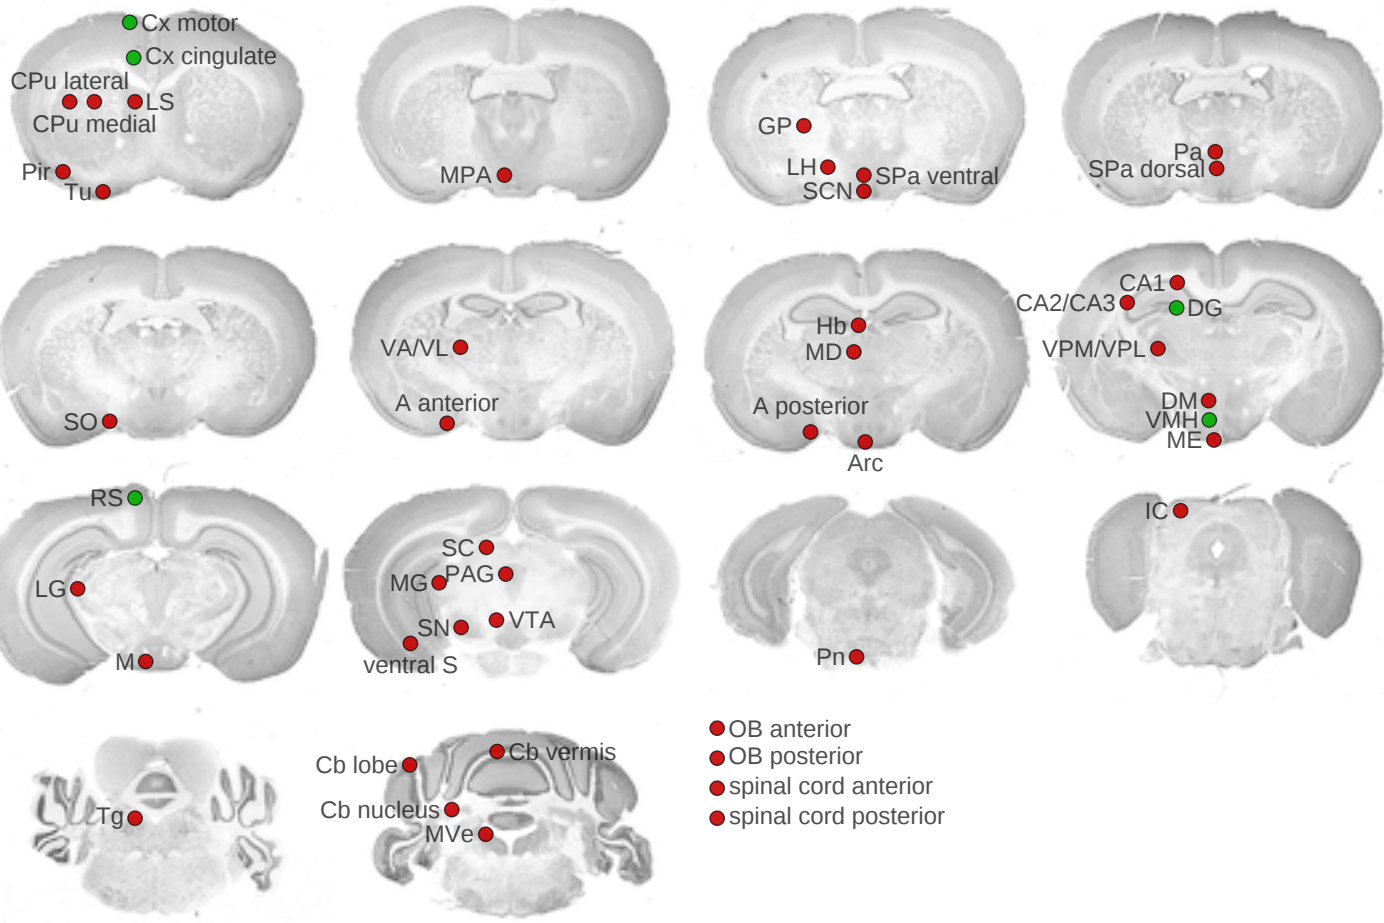 Cx motor
Cx cingulate
CPu lateral
LS
CPu medial
Pir
Tu
MPA
GP
LH
SPa ventral
SCN
Pa
SPa dorsal
SO
VA/VL
A anterior
Hb
MD
A posterior
Arc
CA1
CA2/CA3
DG
VPM/VPL
DM
VMH
ME
RS
LG
M
SC
MG
PAG
SN
VTA
ventral S
Pn
IC
Tg
Cb vermis
Cb lobe
Cb nucleus
MVe
OB anterior
OB posterior
spinal cord anterior
spinal cord posterior